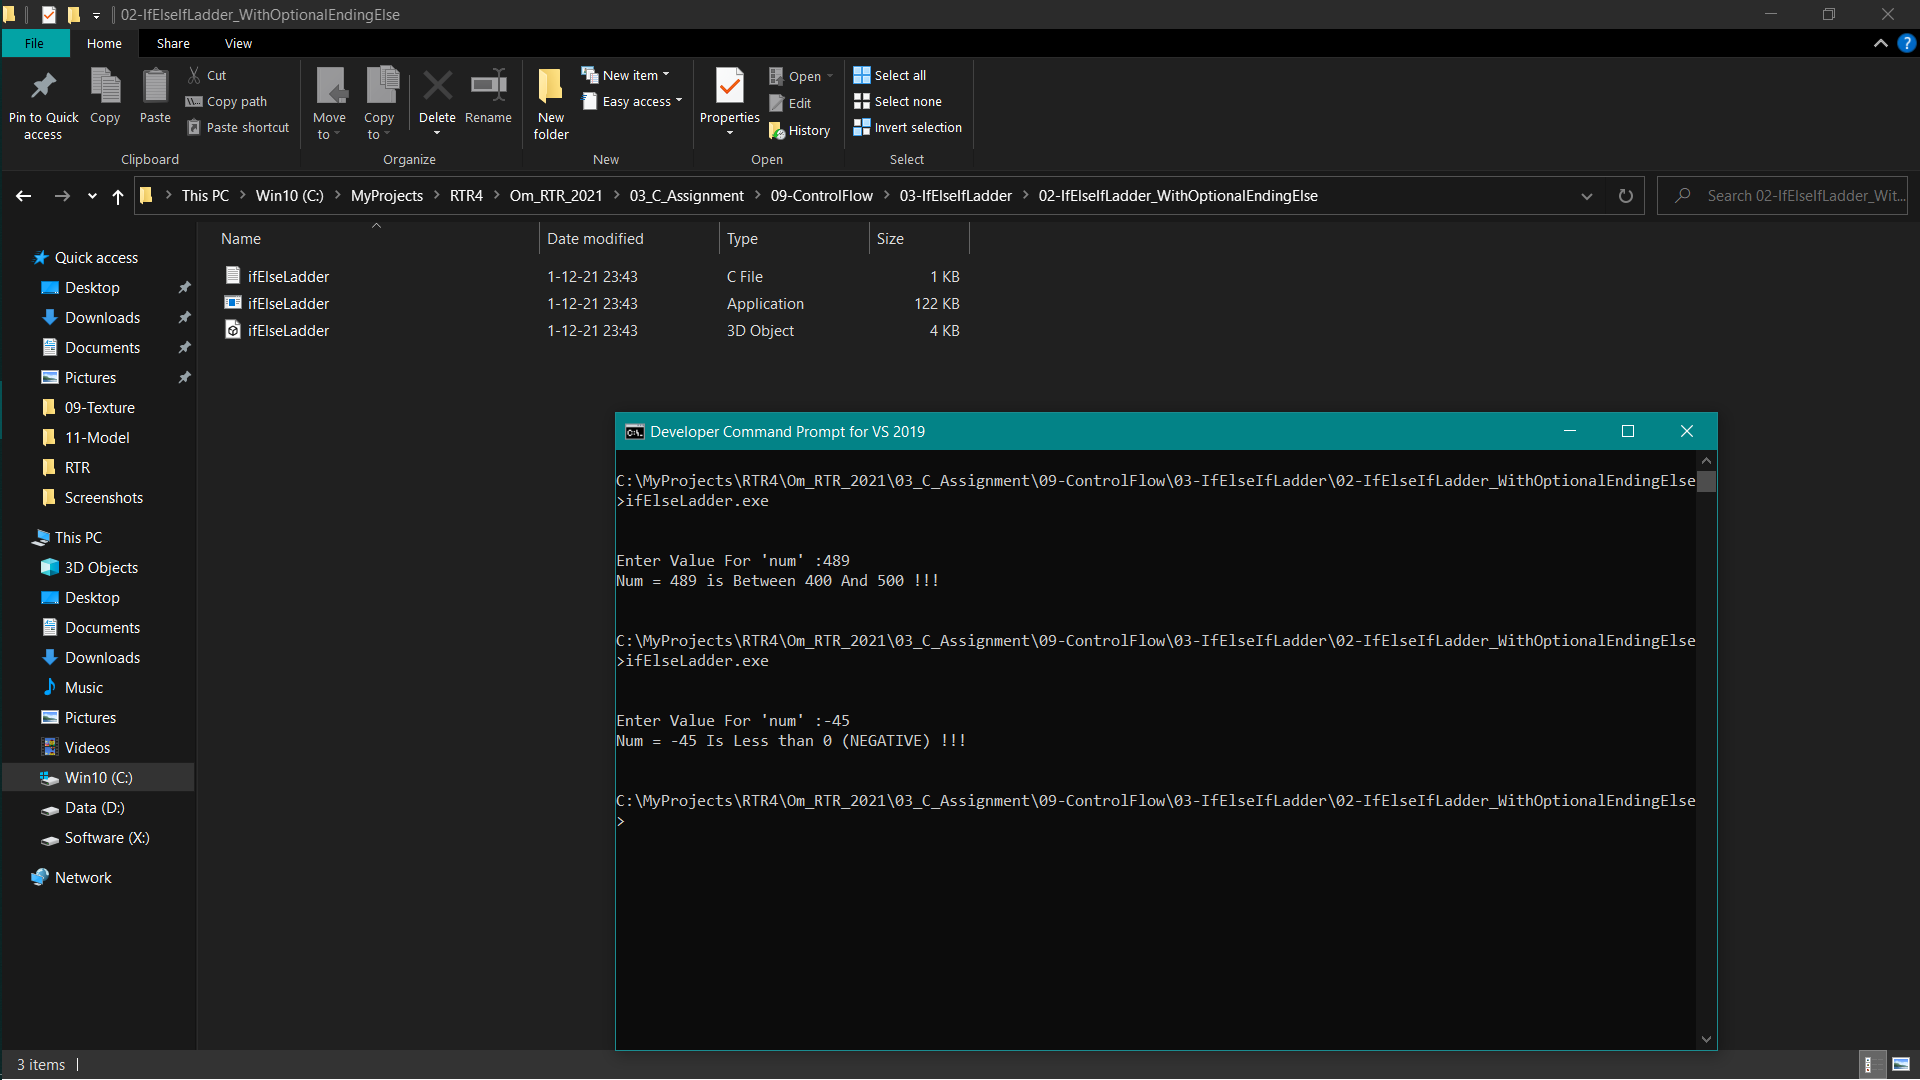 02-IfElseIfLadder_WithOptionalEndingElse
File Home Share View
Pin to Quick access
Copy
Paste
Cut
Copy path
Paste shortcut
Clipboard
Move to
Copy to
Delete
Rename
Organize
New folder
New item
Easy access
New
Properties
Open
Edit
History
Open
Select all
Select none
Invert selection
Select
This PC > Win10 (C:) > MyProjects > RTR4 > Om_RTR_2021 > 03_C_Assignment > 09-ControlFlow > 03-IfElseIfLadder > 02-IfElseIfLadder_WithOptionalEndingElse
Search 02-IfElseIfLadder_Wit...
Quick access
Desktop
Downloads
Documents
Pictures
09-Texture
11-Model
RTR
Screenshots
This PC
3D Objects
Desktop
Documents
Downloads
Music
Pictures
Videos
Win10 (C:)
Data (D:)
Software (X:)
Network
Name Date modified Type Size
ifElseLadder 1-12-21 23:43 C File 1 KB
ifElseLadder 1-12-21 23:43 Application 122 KB
ifElseLadder 1-12-21 23:43 3D Object 4 KB
Developer Command Prompt for VS 2019
C:\MyProjects\RTR4\Om_RTR_2021\03_C_Assignment\09-ControlFlow\03-IfElseIfLadder\02-IfElseIfLadder_WithOptionalEndingElse
>ifElseLadder.exe
Enter Value For 'num' :489
Num = 489 is Between 400 And 500 !!!
C:\MyProjects\RTR4\Om_RTR_2021\03_C_Assignment\09-ControlFlow\03-IfElseIfLadder\02-IfElseIfLadder_WithOptionalEndingElse
>ifElseLadder.exe
Enter Value For 'num' :-45
Num = -45 Is Less than 0 (NEGATIVE) !!!
C:\MyProjects\RTR4\Om_RTR_2021\03_C_Assignment\09-ControlFlow\03-IfElseIfLadder\02-IfElseIfLadder_WithOptionalEndingElse
>
3 items